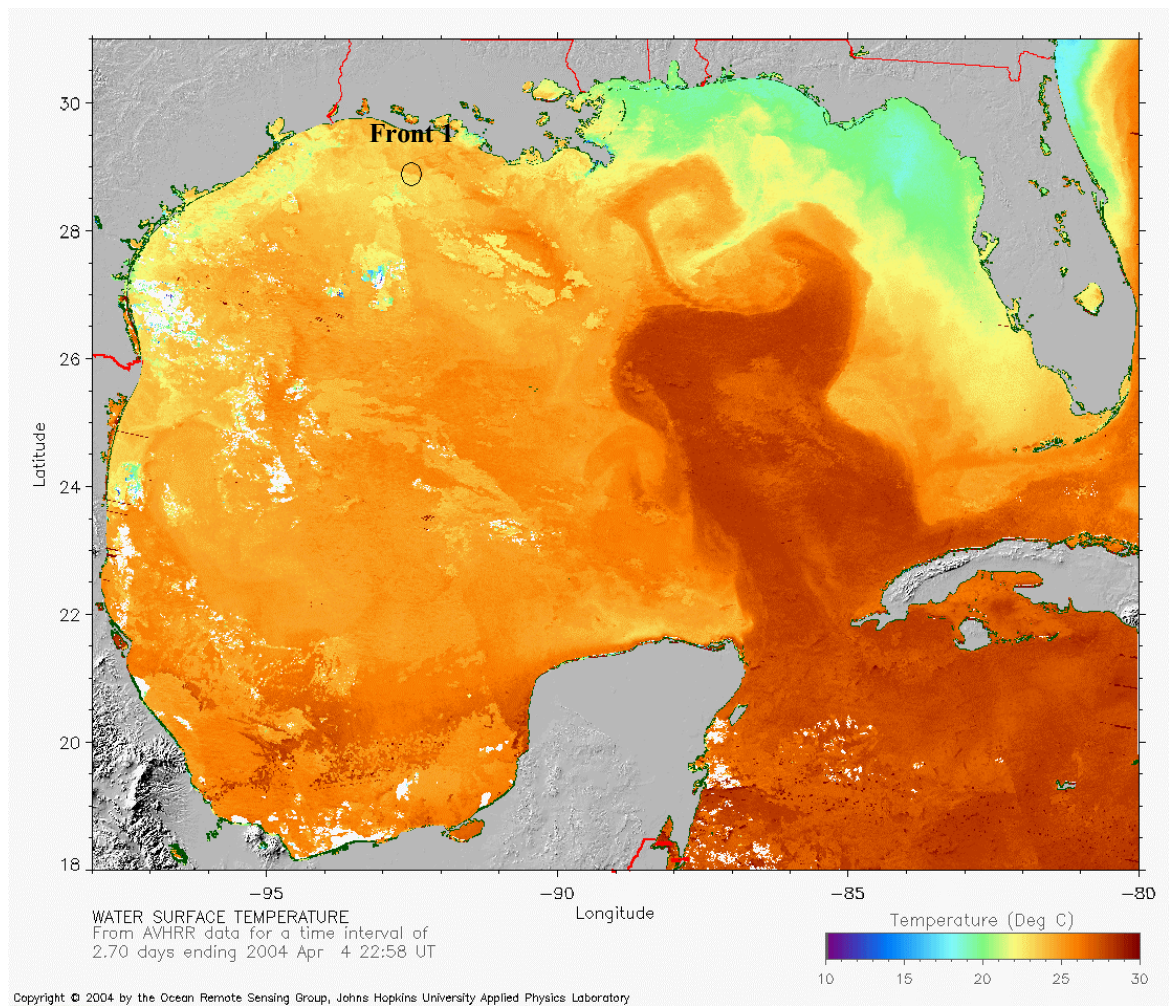 30
28
26
24
22
20
18
Latitude
Front 1
-95
-90
-85
-80
Longitude
WATER SURFACE TEMPERATURE
From AVHRR data for a time interval of
2.70 days ending 2004 Apr 4 22:58 UT
Temperature (Deg C)
10 15 20 25 30
Copyright © 2004 by the Ocean Remote Sensing Group, Johns Hopkins University Applied Physics Laboratory